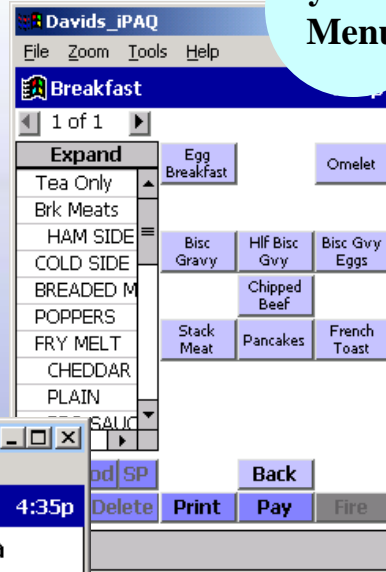 Menu
Davids_iPAQ
File Zoom Tools Help
Breakfast
1 of 1
Expand
Tea Only
Brk Meats
HAM SIDE
COLD SIDE
BREADED M
POPPERS
FRY MELT
CHEDDAR
PLAIN
Egg Breakfast
Omelet
Bisc Gravy
Hlf Bisc Gvy
Bisc Gvy Eggs
Chipped Beef
Stack Meat
Pancakes
French Toast
od SP Back
4:35p
Delete Print Pay Fire